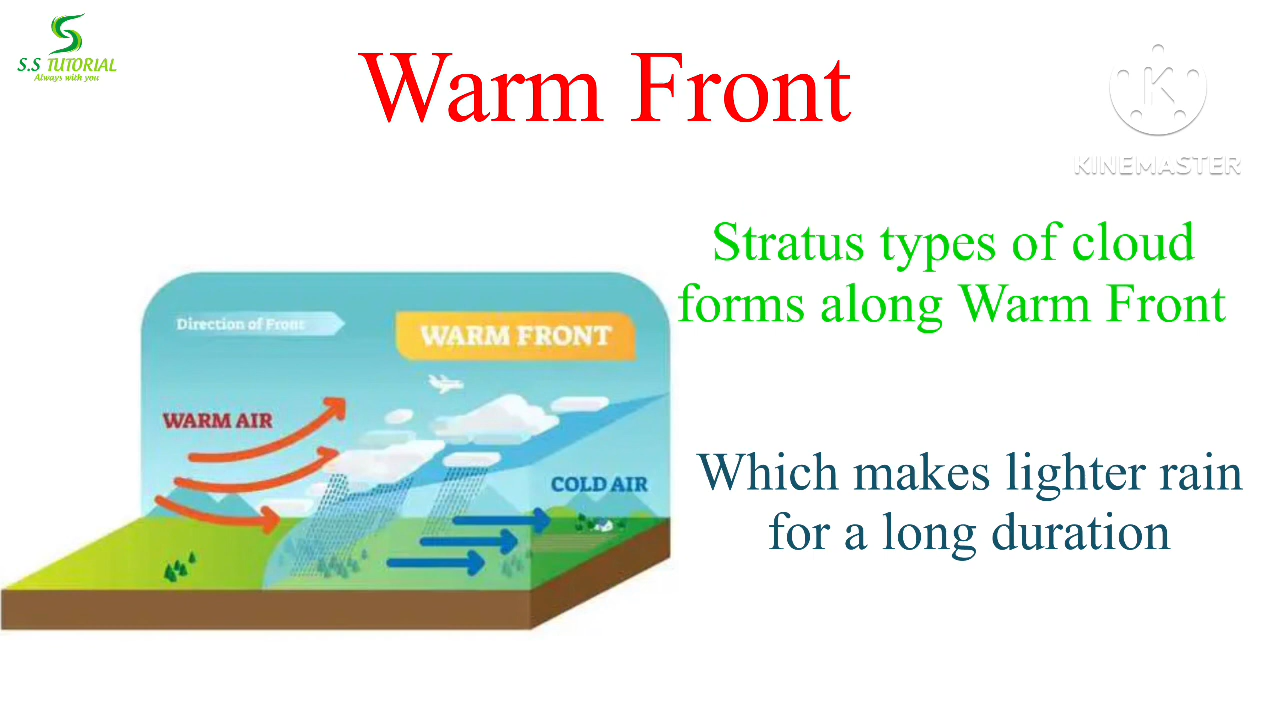 S.S TUTORIAL
Always with you
Warm Front
K
KINEMASTER
Stratus types of cloud
forms along Warm Front
Direction of Front
WARM FRONT
WARM AIR
COLD AIR
Which makes lighter rain
for a long duration